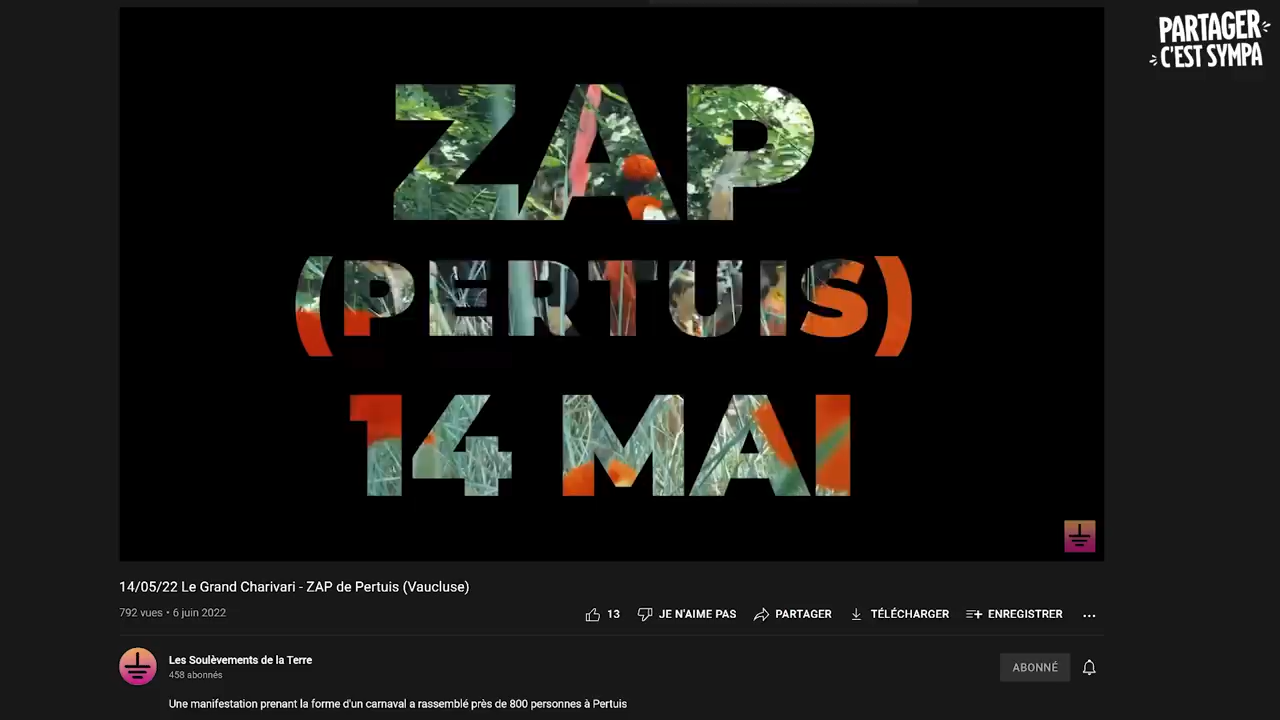 PARTAGER
C'EST SYMPA
ZAP
(PERTUIS)
14 MAI
14/05/22 Le Grand Charivari - ZAP de Pertuis (Vaucluse)
792 vues • 6 juin 2022
13 JE N'AIME PAS PARTAGER TÉLÉCHARGER ENREGISTRER ...
Les Soulèvements de la Terre
458 abonnés
ABONNÉ
Une manifestation prenant la forme d'un carnaval a rassemblé près de 800 personnes à Pertuis